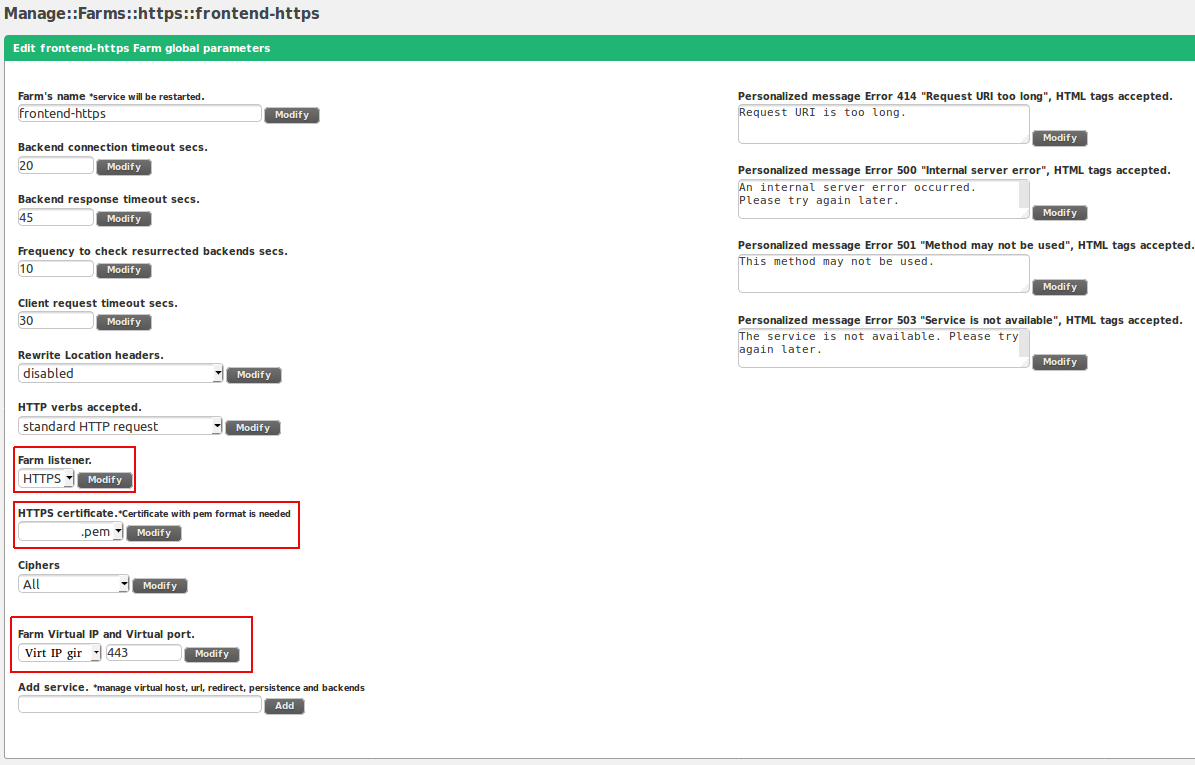 Manage::Farms::https::frontend-https
Edit frontend-https Farm global parameters
Farm's name *service will be restarted.
frontend-https
Modify
Backend connection timeout secs.
20
Modify
Backend response timeout secs.
45
Modify
Frequency to check resurrected backends secs.
10
Modify
Client request timeout secs.
30
Modify
Rewrite Location headers.
disabled
Modify
HTTP verbs accepted.
standard HTTP request
Modify
Farm listener.
HTTPS
Modify
HTTPS certificate.*Certificate with pem format is needed
.pem
Modify
Ciphers
All
Modify
Farm Virtual IP and Virtual port.
Virt IP gir
443
Modify
Add service. *manage virtual host, url, redirect, persistence and backends
Add
Personalized message Error 414 "Request URI too long", HTML tags accepted.
Request URI is too long.
Modify
Personalized message Error 500 "Internal server error", HTML tags accepted.
An internal server error occurred.
Please try again later.
Modify
Personalized message Error 501 "Method may not be used", HTML tags accepted.
This method may not be used.
Modify
Personalized message Error 503 "Service is not available", HTML tags accepted.
The service is not available. Please try
again later.
Modify